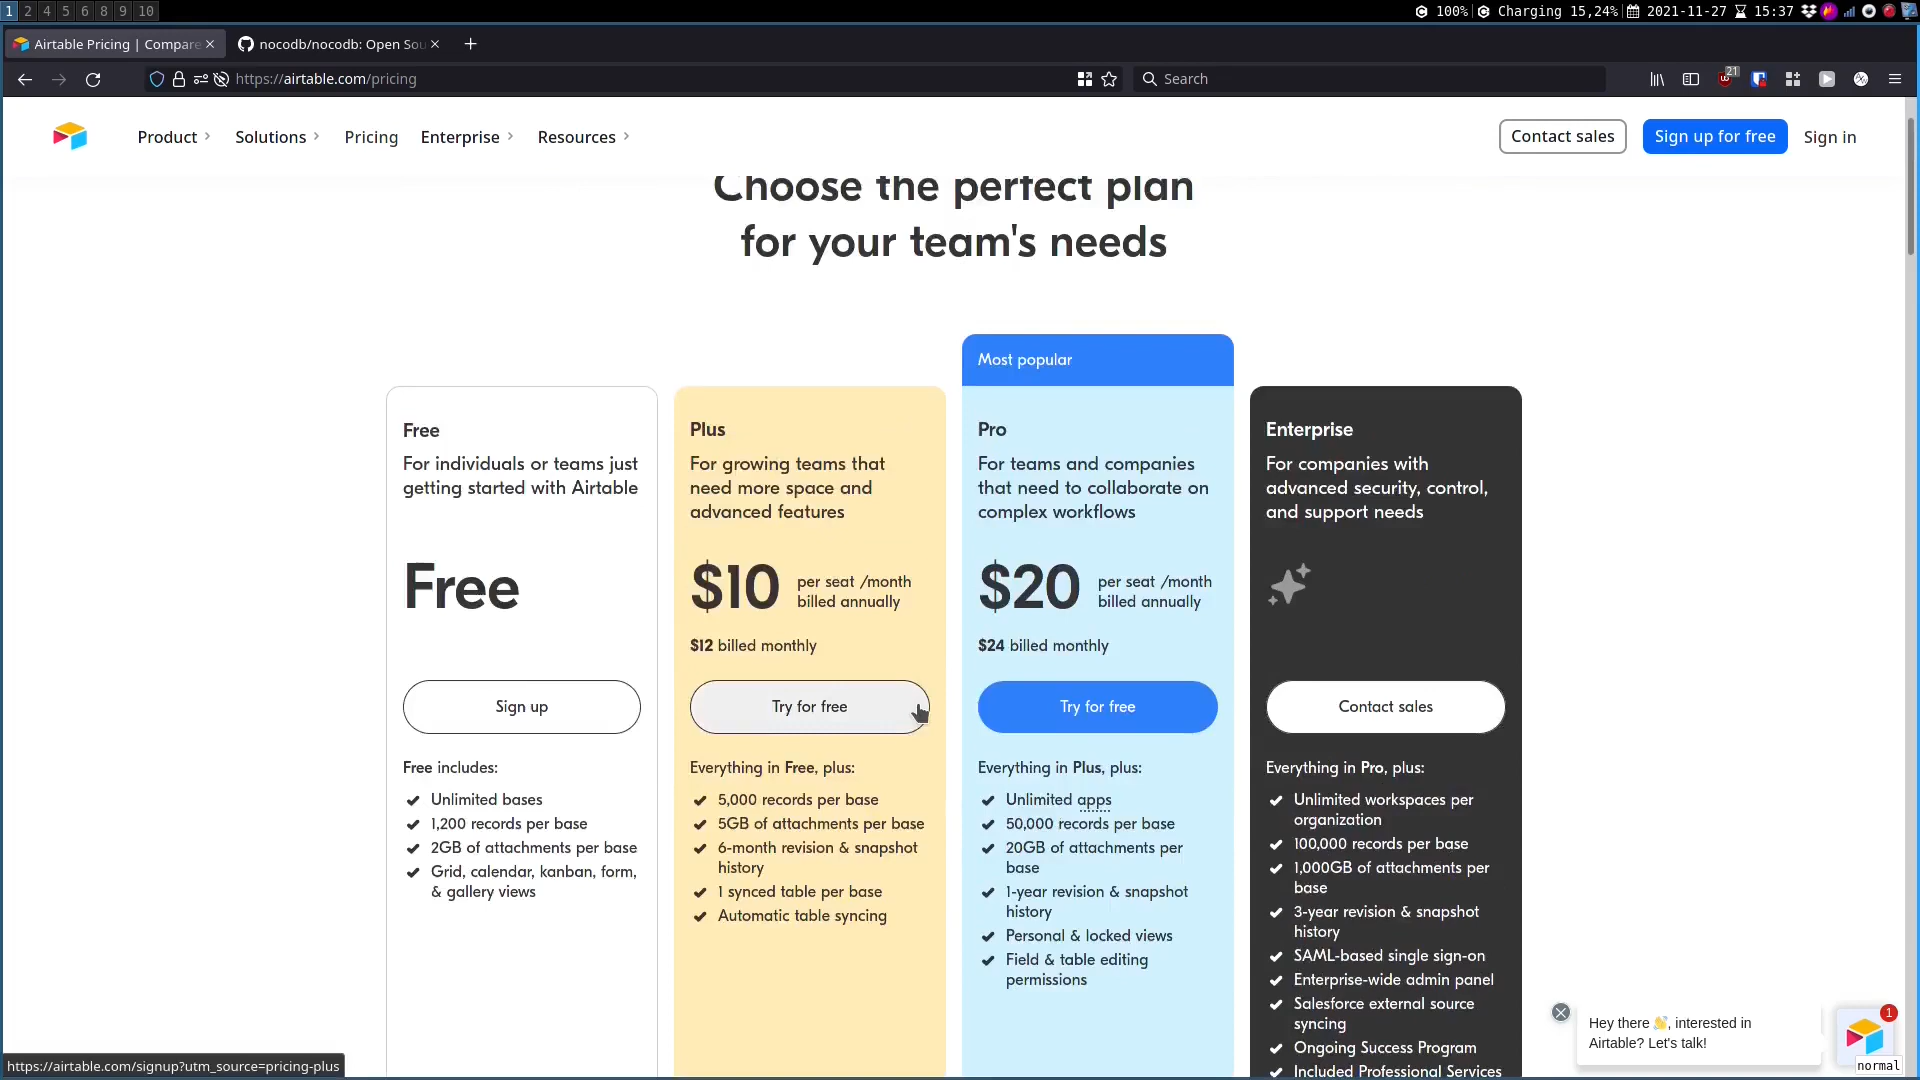 1 2 4 5 6 8 9 10
100% Charging 15,24% 2021-11-27 15:37
Airtable Pricing | Compare
nocodb/nocodb: Open Sou
https://airtable.com/pricing
Search
21
Product
Solutions
Pricing
Enterprise
Resources
Contact sales
Sign up for free
Sign in
Choose the perfect plan
for your team's needs
Most popular
Free
For individuals or teams just
getting started with Airtable
Free
Sign up
Free includes:
Unlimited bases
1,200 records per base
2GB of attachments per base
Grid, calendar, kanban, form,
& gallery views
Plus
For growing teams that
need more space and
advanced features
$10 per seat /month
billed annually
$12 billed monthly
Try for free
Everything in Free, plus:
5,000 records per base
5GB of attachments per base
6-month revision & snapshot
history
1 synced table per base
Automatic table syncing
Pro
For teams and companies
that need to collaborate on
complex workflows
$20 per seat /month
billed annually
$24 billed monthly
Try for free
Everything in Plus, plus:
Unlimited apps
50,000 records per base
20GB of attachments per
base
1-year revision & snapshot
history
Personal & locked views
Field & table editing
permissions
Enterprise
For companies with
advanced security, control,
and support needs
Contact sales
Everything in Pro, plus:
Unlimited workspaces per
organization
100,000 records per base
1,000GB of attachments per
base
3-year revision & snapshot
history
SAML-based single sign-on
Enterprise-wide admin panel
Salesforce external source
syncing
Ongoing Success Program
Included Professional Services
Hey there 👋, interested in
Airtable? Let's talk!
1
normal
https://airtable.com/signup?utm_source=pricing-plus